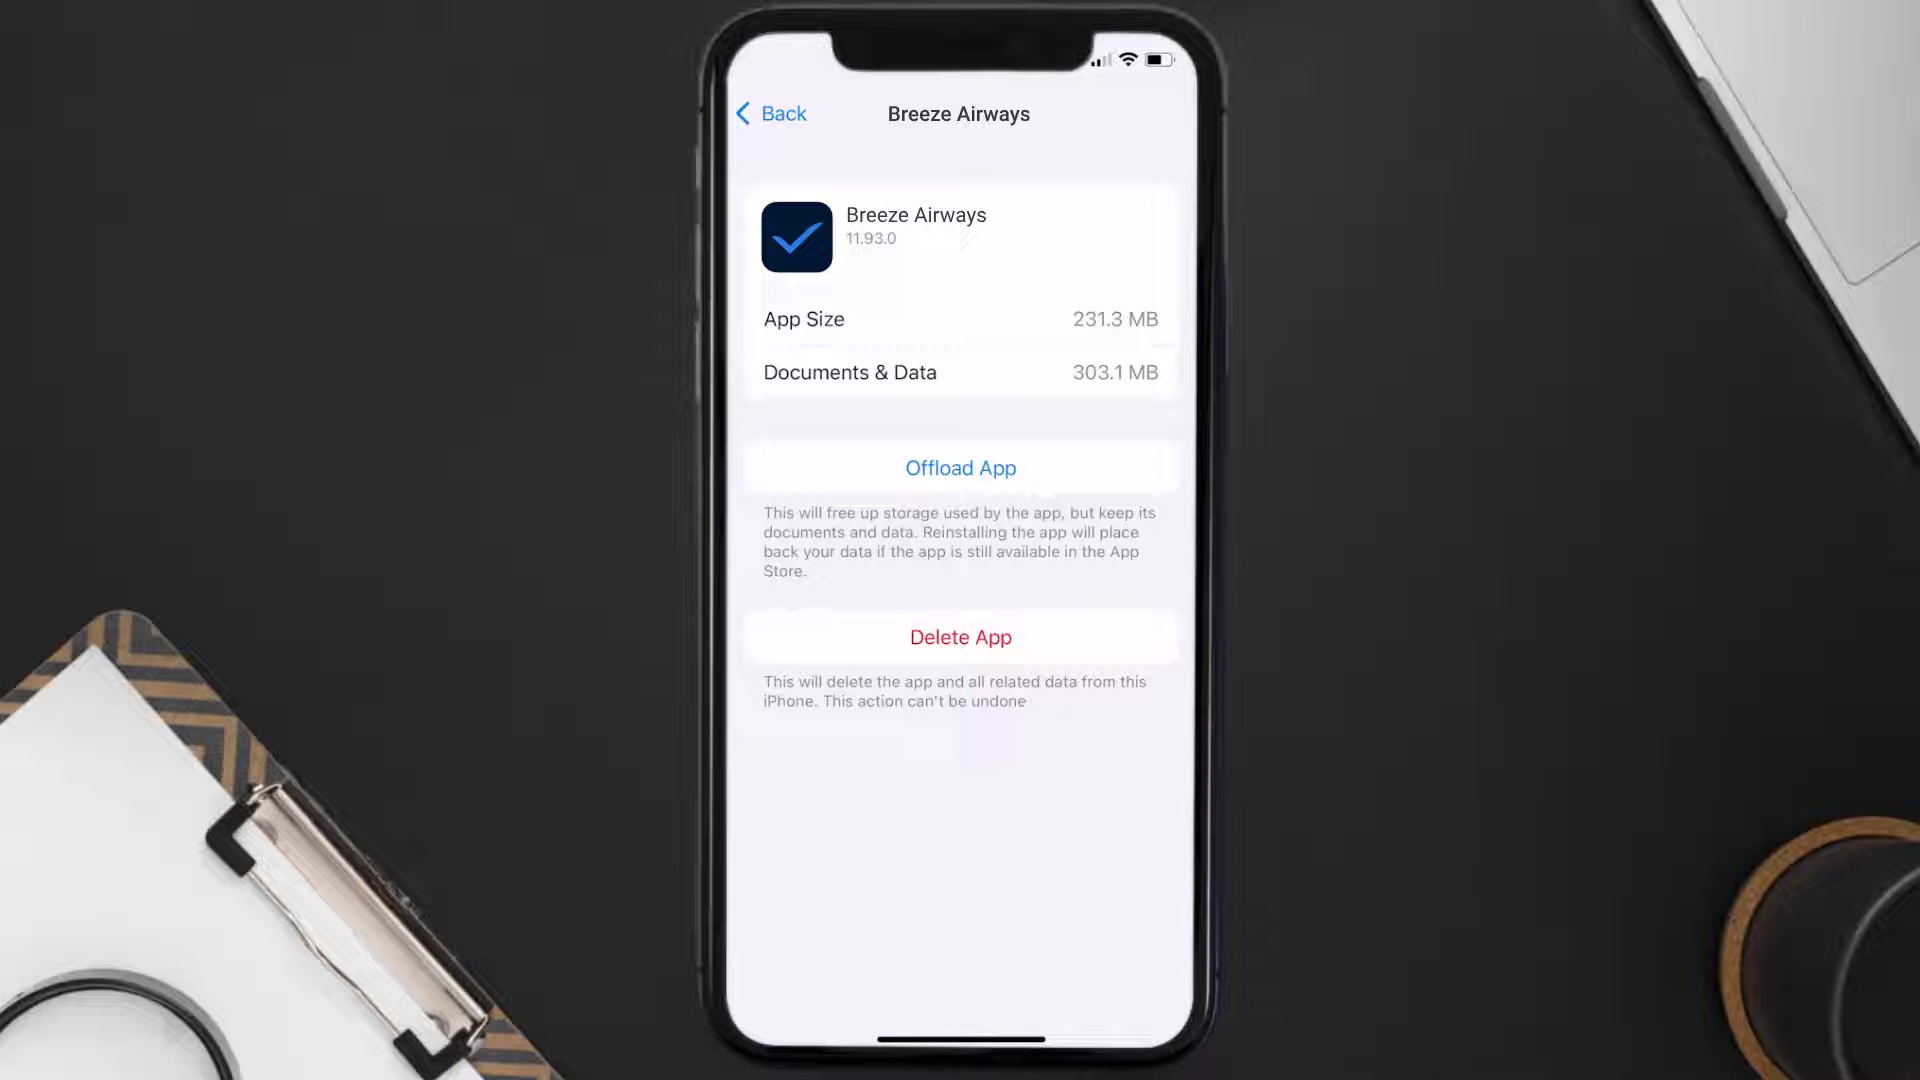 Back
Breeze Airways
Breeze Airways
11.93.0
App Size
231.3 MB
Documents & Data
303.1 MB
Offload App
This will free up storage used by the app, but keep its
documents and data. Reinstalling the app will place
back your data if the app is still available in the App
Store.
Delete App
This will delete the app and all related data from this
iPhone. This action can't be undone